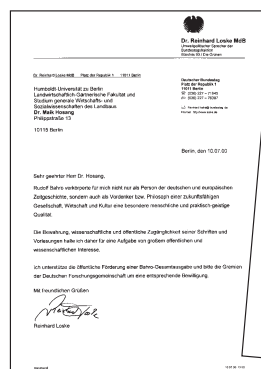 Dr. Reinhard Loske MdB
Umweltpolitischer Sprecher der
Bundestagsfraktion
Bündnis 90 / Die Grünen
Dr. Reinhard Loske MdB Platz der Republik 1 11011 Berlin
Deutscher Bundestag
Platz der Republik 1
11011 Berlin
Humboldt-Universität zu Berlin
Landwirtschaftlich-Gärtnerische Fakultät und
Studium generale Wirtschafts- und
Sozialwissenschaften des Landbaus
Dr. Maik Hosang
Philippstraße 13
10115 Berlin
Berlin, den 10.07.00
Sehr geehrter Herr Dr. Hosang,
Rudolf Bahro verkörperte für mich nicht nur als Person der deutschen und europäischen
Zeitgeschichte, sondern auch als Vordenker bzw. Philosoph einer zukunftsfähigen
Gesellschaft, Wirtschaft und Kultur eine besondere menschliche und praktisch-geistige
Qualität.
Die Bewahrung, wissenschaftliche und öffentliche Zugänglichkeit seiner Schriften und
Vorlesungen halte ich daher für eine Aufgabe von großem öffentlichen und
wissenschaftlichen Interesse.
Ich unterstütze die öffentliche Förderung einer Bahro-Gesamtausgabe und bitte die Gremien
der Deutscher Forschungsgemeinschaft um eine entsprechende Bewilligung.
Mit freundlichen Grüßen
Reinhard Loske